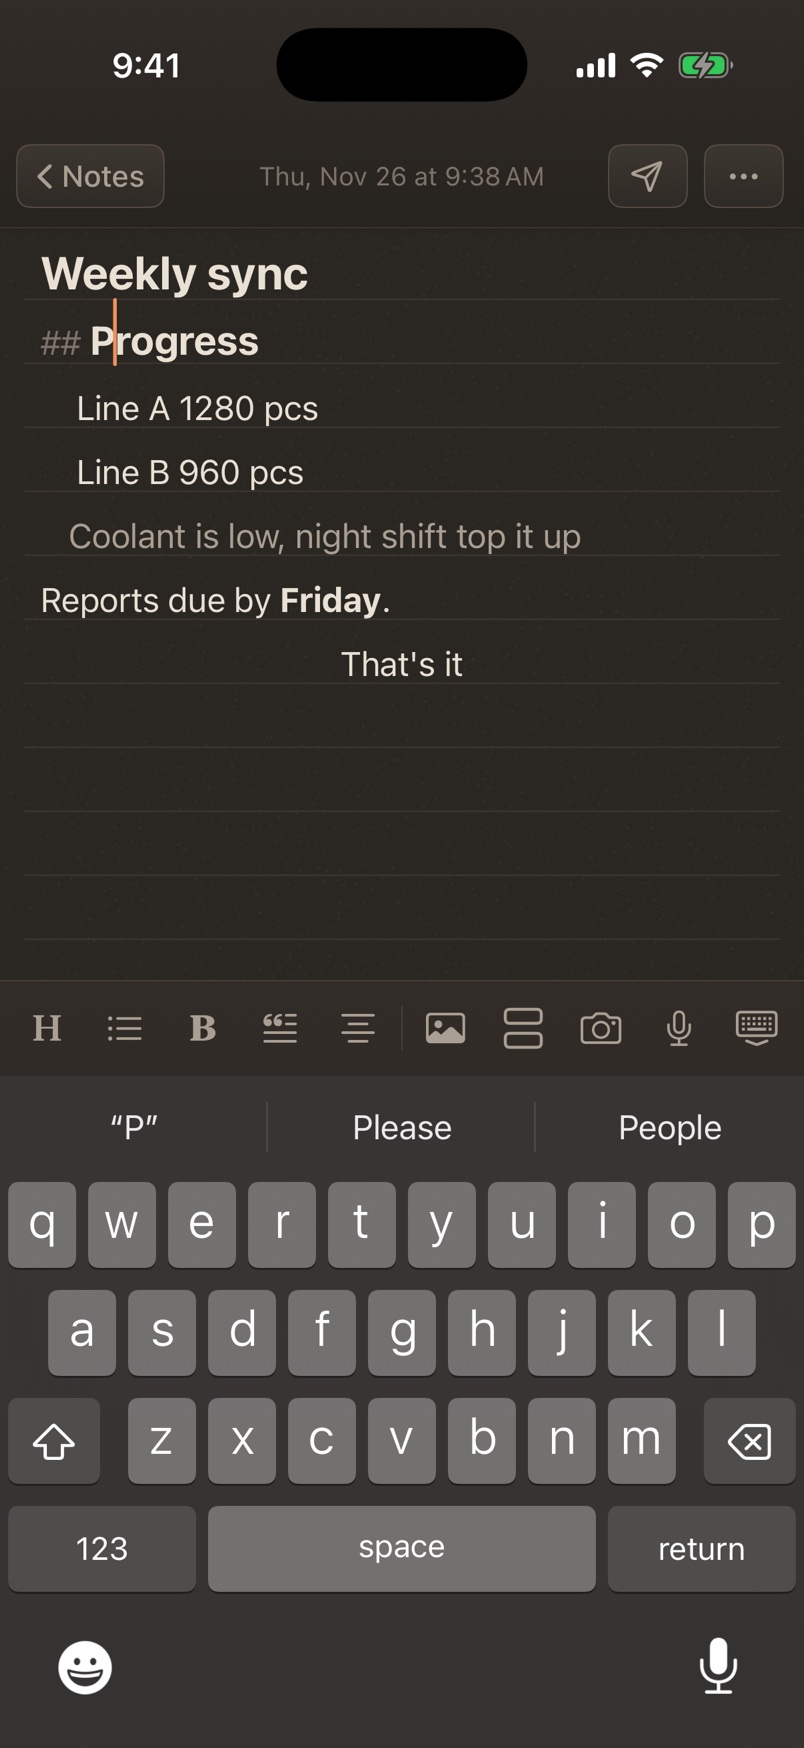 9:41
Notes
Thu, Nov 26 at 9:38 AM
Weekly sync
## Progress
Line A 1280 pcs
Line B 960 pcs
Coolant is low, night shift top it up
Reports due by Friday.
That's it
H
B
“P”
Please
People
q w e r t y u i o p
a s d f g h j k l
z x c v b n m
123
space
return